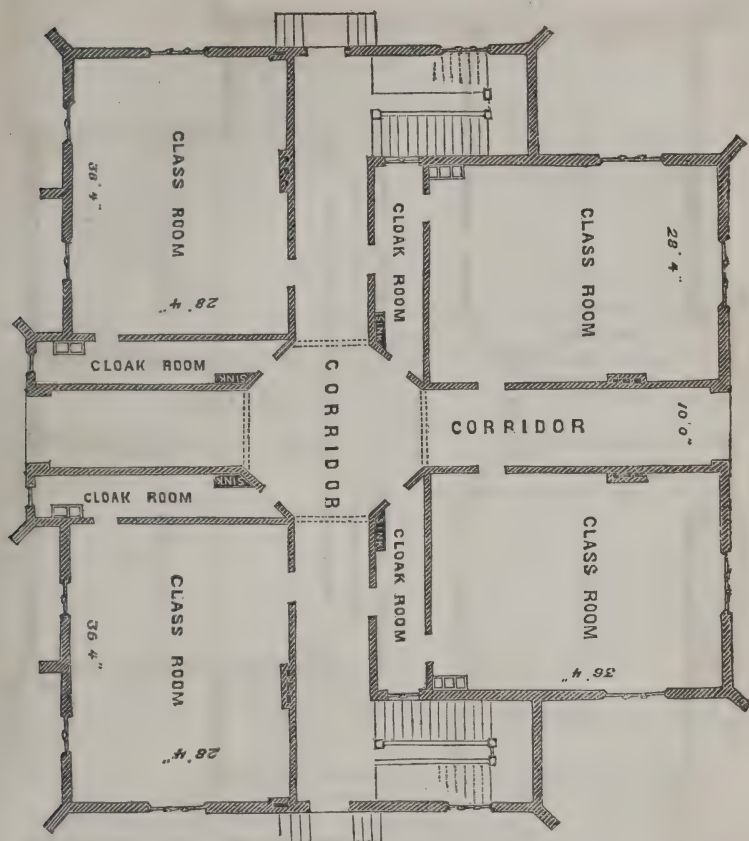 CLASS ROOM
36' 4"
28' 4"
CLOAK ROOM
SINK
CLASS ROOM
28' 4"
CLOAK ROOM
SINK
CORRIDOR
CORRIDOR
10' 0"
CLOAK ROOM
SINK
CLASS ROOM
36 4"
28' 4"
CLOAK ROOM
SINK
CLASS ROOM
36' 4"